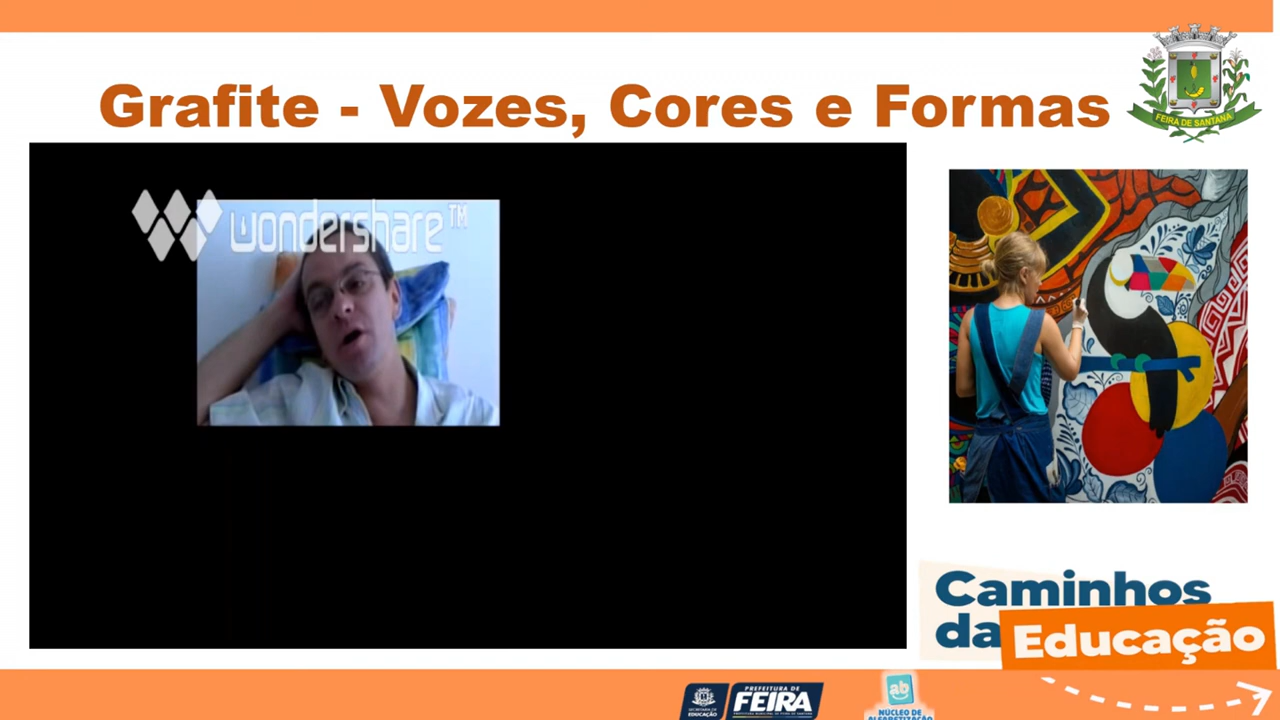 Grafite - Vozes, Cores e Formas
FEIRA DE SANTANA
wondershare™
Caminhos
da Educação
SECRETARIA DE
EDUCAÇÃO
PREFEITURA DE
FEIRA
ab
NÚCLEO DE
ALFABETIZAÇÃO